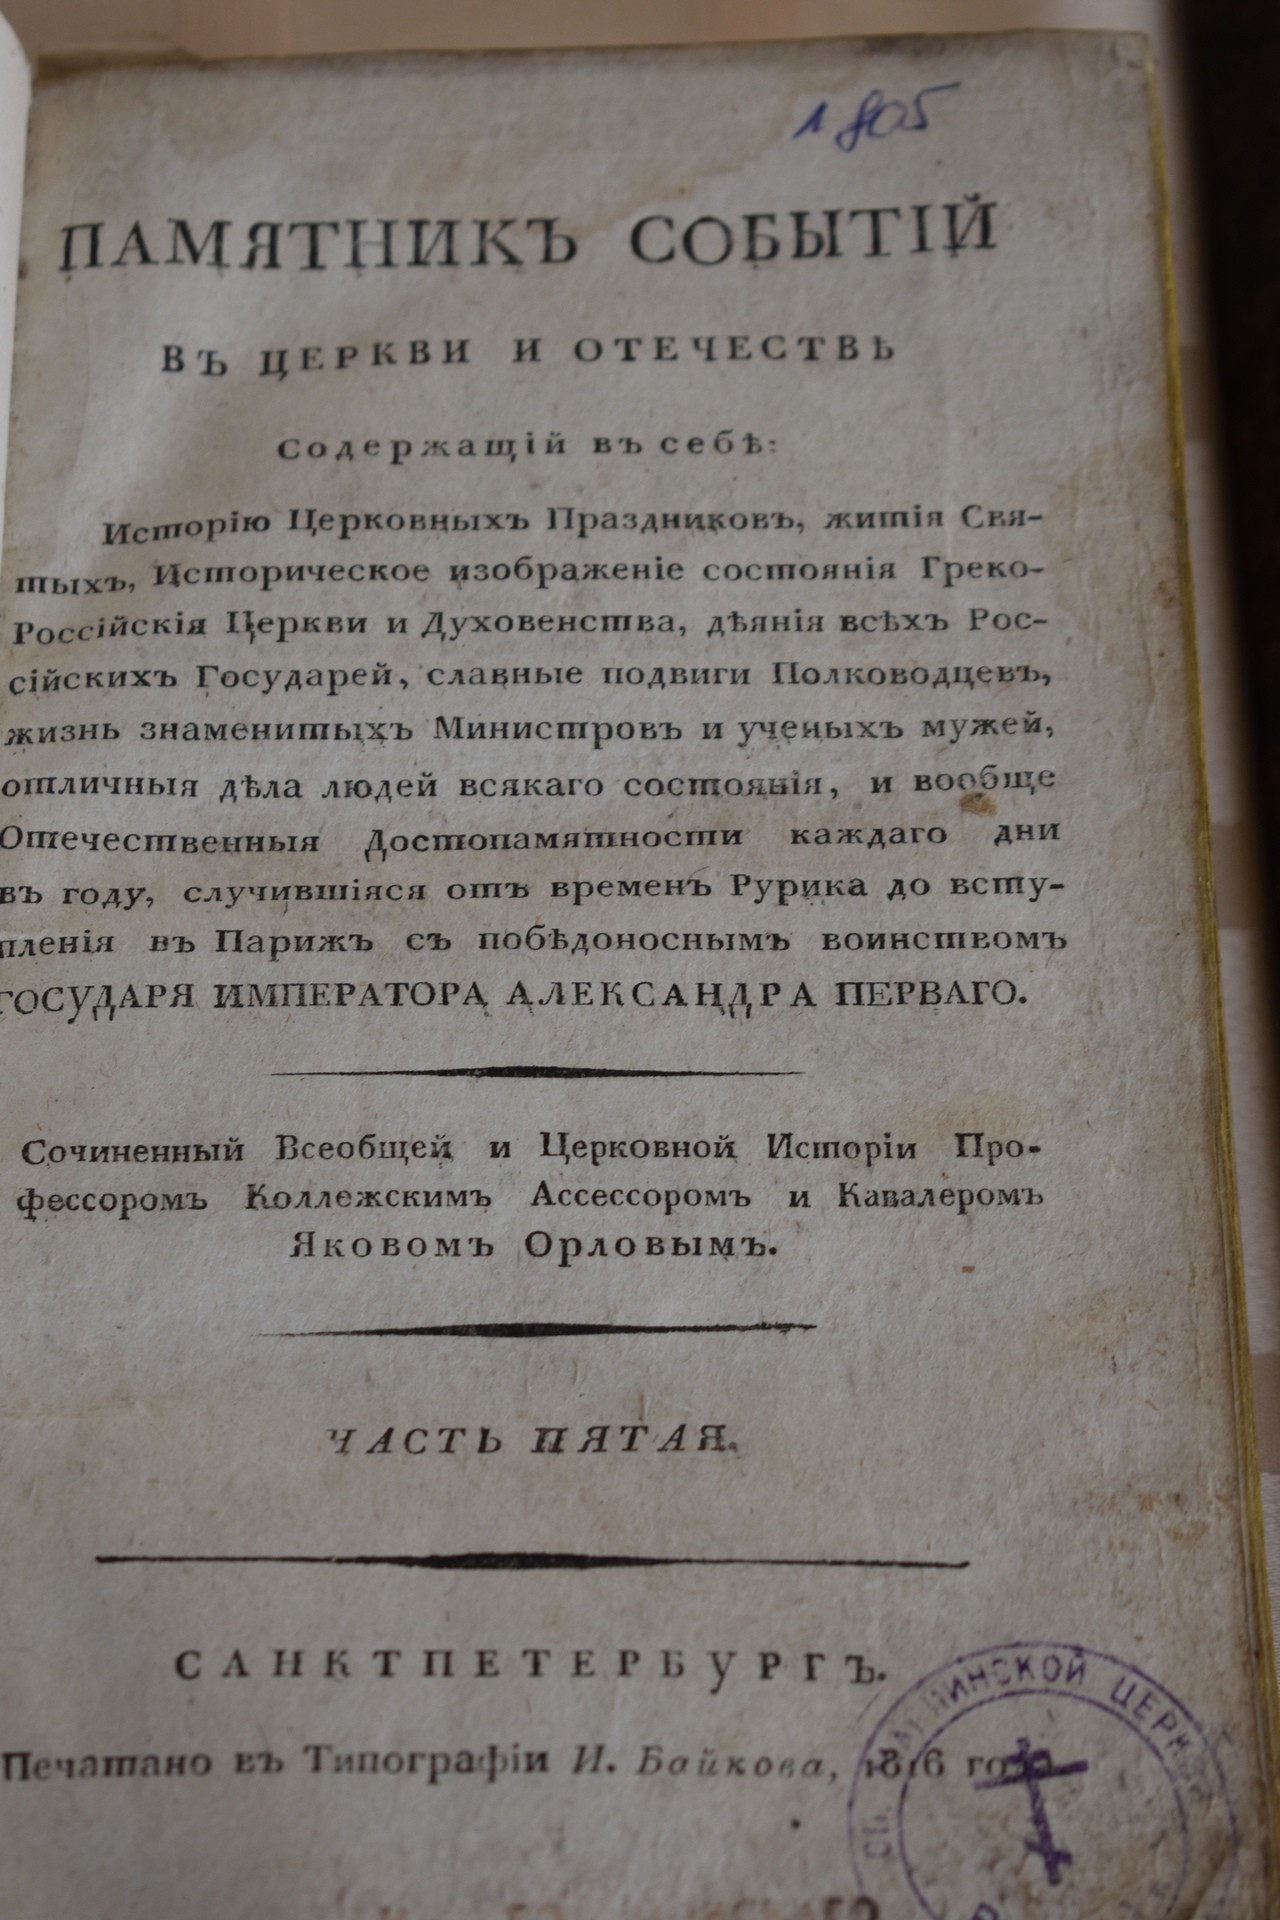 1805
ПАМЯТНИКЪ СОБЫТІЙ
ВЪ ЦЕРКВИ И ОТЕЧЕСТВѢ
Содержащій въ себѣ:
Исторію Церковныхъ Праздниковъ, житія Свя-
тыхъ, Историческое изображеніе состоянія Греко-
Россійскія Церкви и Духовенства, дѣянія всѣхъ Рос-
сійскихъ Государей, славные подвиги Полководцевъ,
жизнь знаменитыхъ Министровъ и ученыхъ мужей,
отличныя дѣла людей всякаго состоянія, и вообще
Отечественныя Достопамятности каждаго дни
въ году, случившіяся отъ временъ Рурика до всту-
пленія въ Парижъ съ побѣдоноснымъ воинствомъ
ГОСУДАРЯ ИМПЕРАТОРА АЛЕКСАНДРА ПЕРВАГО.
Сочиненный Всеобщей и Церковной Исторіи Про-
фессоромъ Коллежскимъ Ассессоромъ и Кавалеромъ
Яковомъ Орловымъ.
ЧАСТЬ ПЯТАЯ.
САНКТПЕТЕРБУРГЪ.
Печатано въ Типографіи И. Байкова, 1816 года
ЦЕРКВИ